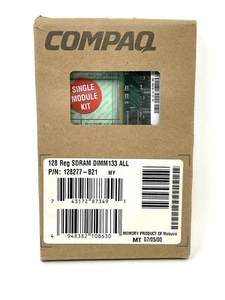 COMPAQ
SINGLE
MODULE
KIT
128 Reg SDRAM DIMM133 ALL
P/N: 128277-B21 MY
7 43172 87349 1
4 946382 108630
MEMORY PRODUCT OF Malaysia
MT 07/05/00